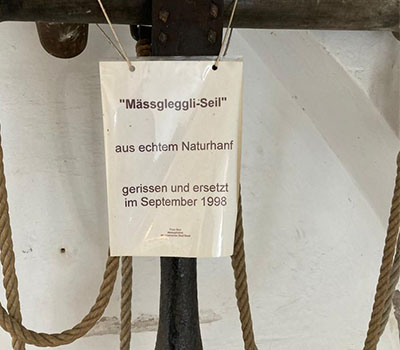 "Mässgleggli-Seil"
aus echtem Naturhanf
gerissen und ersetzt
im September 1998